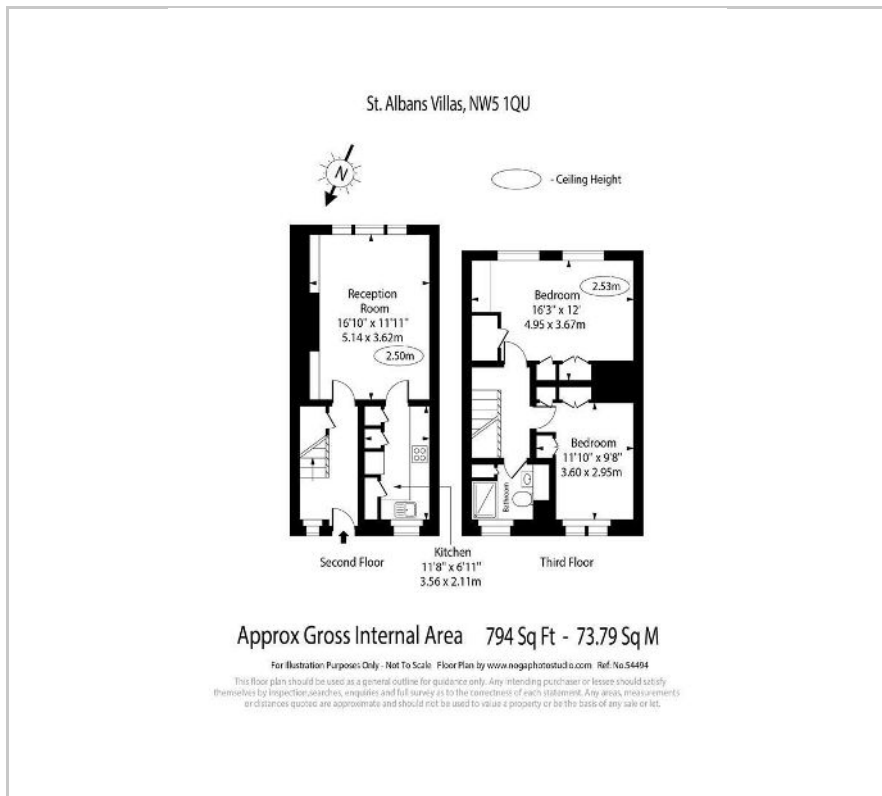 St. Albans Villas, NW5 1QU
N
- Ceiling Height
Reception
Room
16'10" x 11'11"
5.14 x 3.62m
2.50m
Bedroom
16'3" x 12'
4.95 x 3.67m
2.53m
Bedroom
11'10" x 9'8"
3.60 x 2.95m
Bathroom
Second Floor
Kitchen
11'8" x 6'11"
3.56 x 2.11m
Third Floor
Approx Gross Internal Area 794 Sq Ft - 73.79 Sq M
For Illustration Purposes Only - Not To Scale Floor Plan by www.nogaphotostudio.com Ref: No.54494
This floor plan should be used as a general outline for guidance only. Any intending purchaser or lessee should satisfy
themselves by inspection,searches, enquiries and full survey as to the correctness of each statement. Any areas, measurements
or distances quoted are approximate and should not be used to value a property or be the basis of any sale or let.